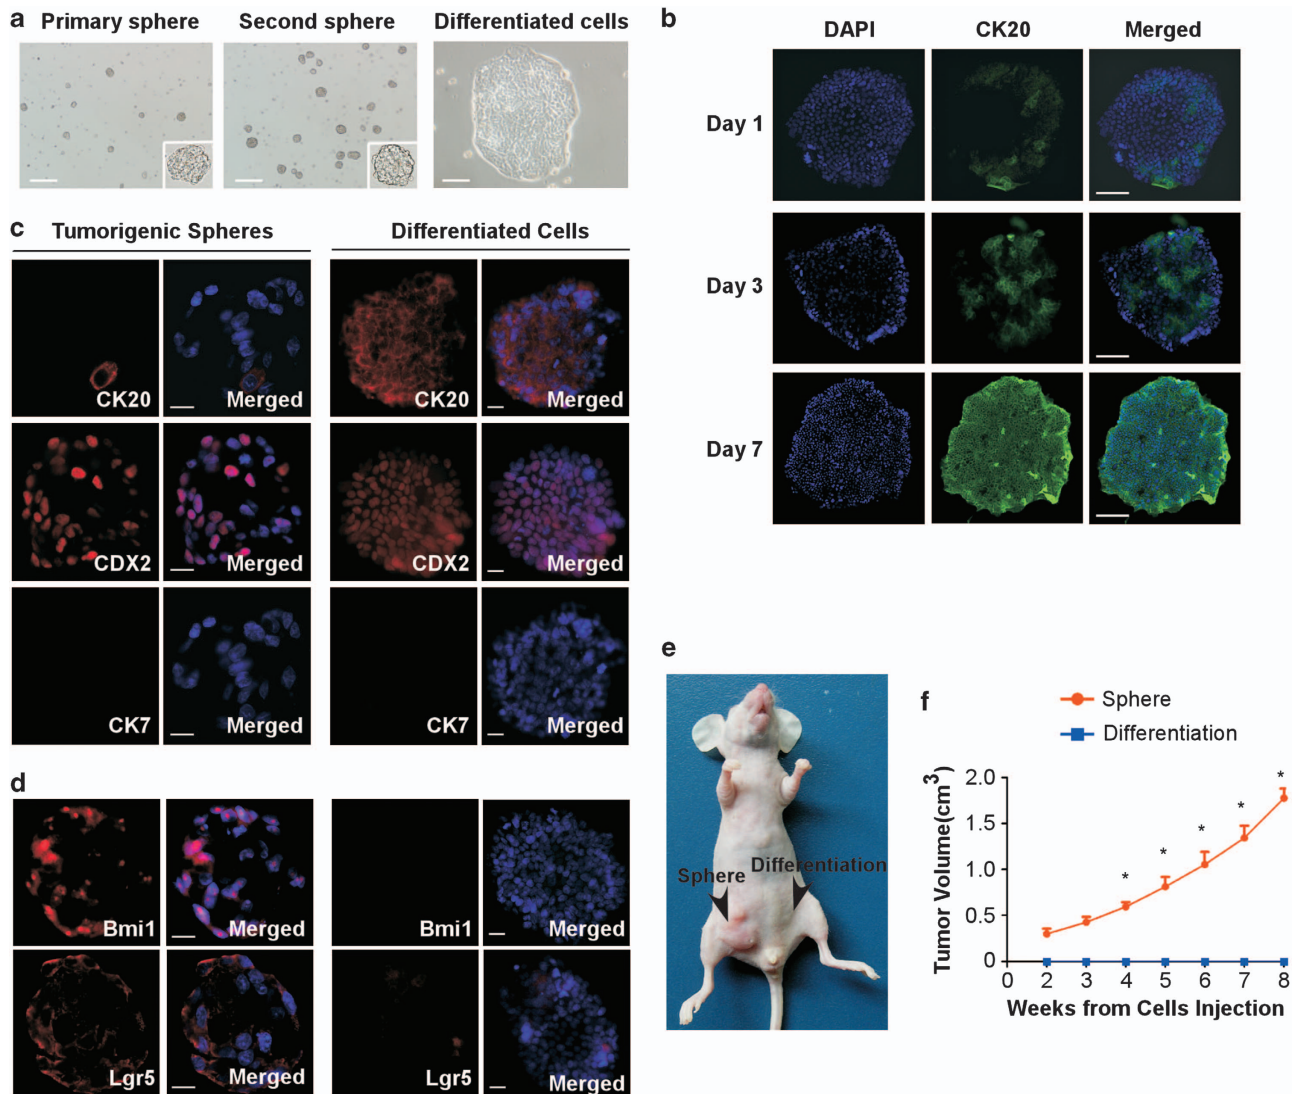 a Primary sphere Second sphere Differentiated cells
b DAPI CK20 Merged
Day 1
Day 3
Day 7
c Tumorigenic Spheres Differentiated Cells
CK20 Merged CK20 Merged
CDX2 Merged CDX2 Merged
CK7 Merged CK7 Merged
d
Bmi1 Merged Bmi1 Merged
Lgr5 Merged Lgr5 Merged
e
Sphere Differentiation
f
Sphere
Differentiation
Tumor Volume(cm3)
2.0
1.5
1.0
0.5
0
* * * * *
0 2 3 4 5 6 7 8
Weeks from Cells Injection